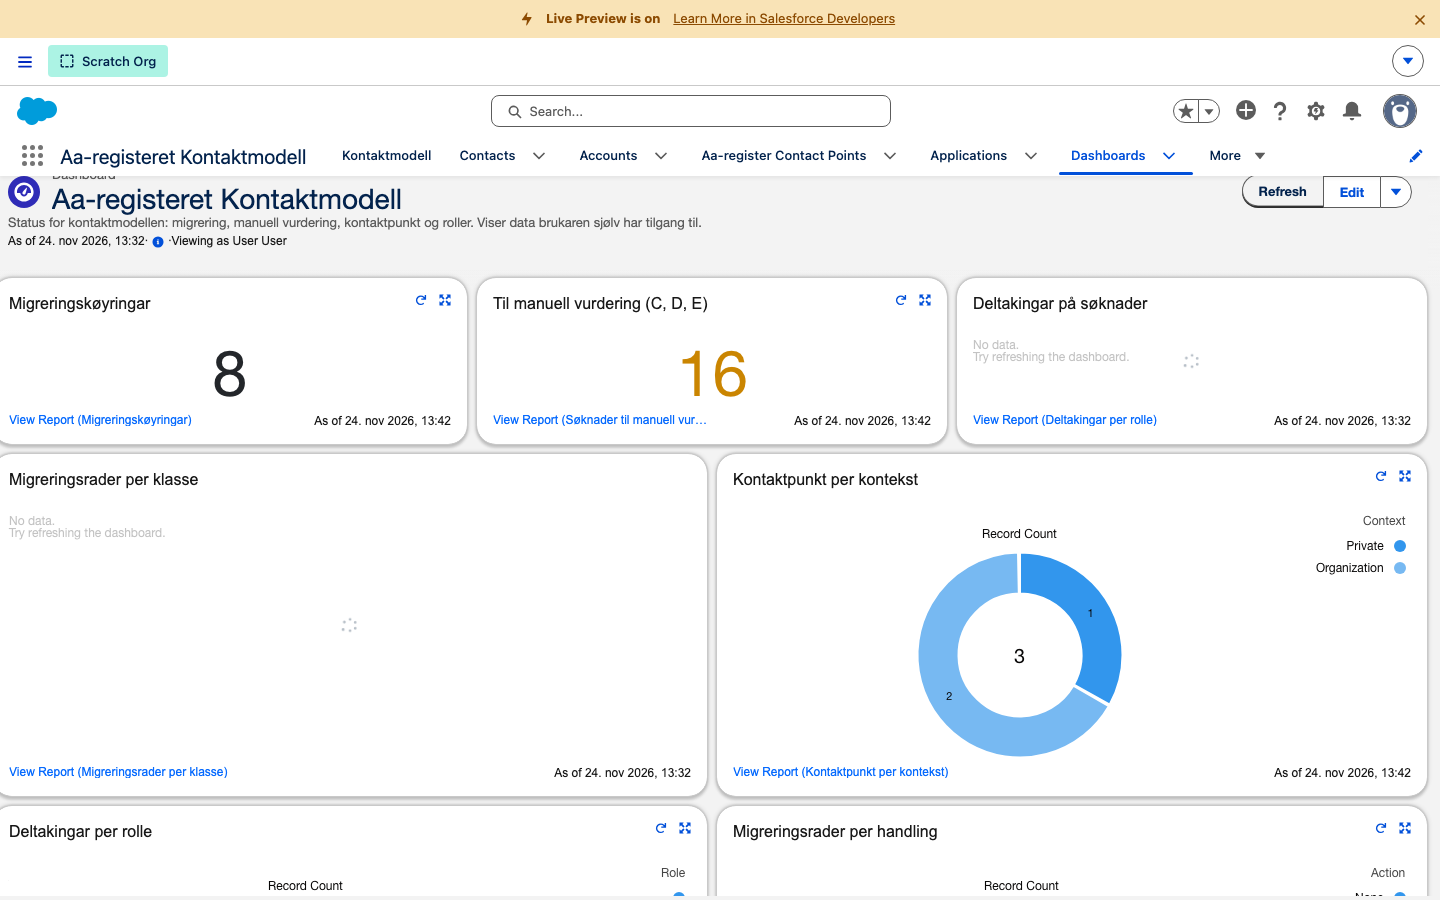 Live Preview is on Learn More in Salesforce Developers
Scratch Org
Search...
Aa-registeret Kontaktmodell
Kontaktmodell
Contacts
Accounts
Aa-register Contact Points
Applications
Dashboards
More
Dashboard
Aa-registeret Kontaktmodell
Refresh
Edit
Status for kontaktmodellen: migrering, manuell vurdering, kontaktpunkt og roller. Viser data brukaren sjølv har tilgang til.
As of 24. nov 2026, 13:32· ·Viewing as User User
Migreringskøyringar
8
View Report (Migreringskøyringar)
As of 24. nov 2026, 13:42
Til manuell vurdering (C, D, E)
16
View Report (Søknader til manuell vur...
As of 24. nov 2026, 13:42
Deltakingar på søknader
No data.
Try refreshing the dashboard.
View Report (Deltakingar per rolle)
As of 24. nov 2026, 13:32
Migreringsrader per klasse
No data.
Try refreshing the dashboard.
View Report (Migreringsrader per klasse)
As of 24. nov 2026, 13:32
Kontaktpunkt per kontekst
Context
Private
Organization
Record Count
1
3
2
View Report (Kontaktpunkt per kontekst)
As of 24. nov 2026, 13:42
Deltakingar per rolle
Role
Record Count
Migreringsrader per handling
Action
Record Count